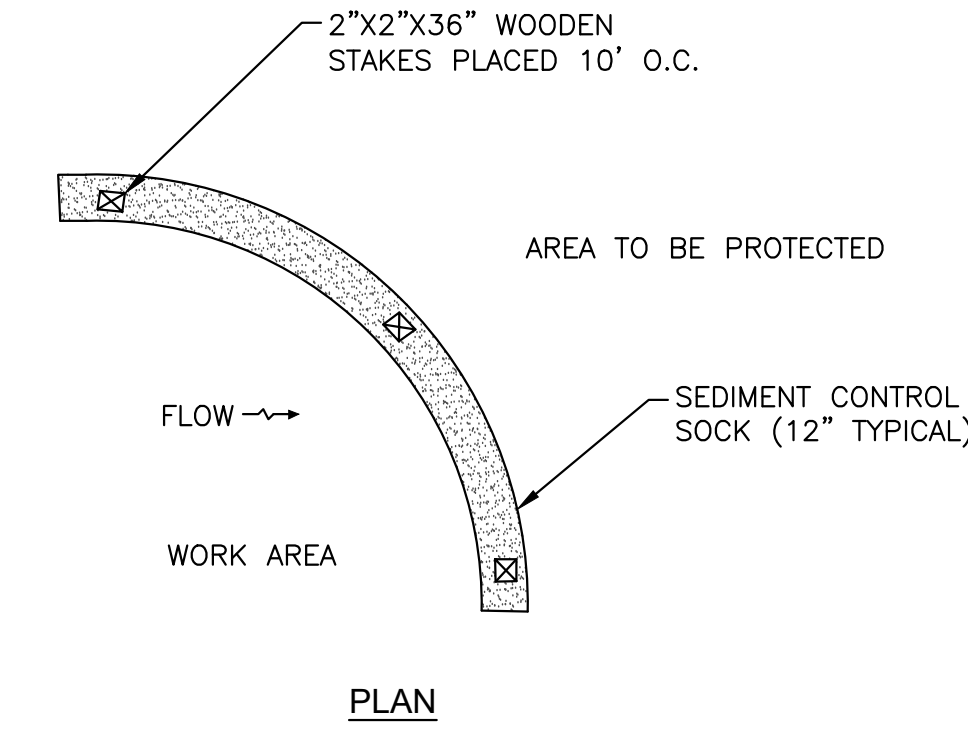 2”X2”X36” WOODEN
STAKES PLACED 10’ O.C.
AREA TO BE PROTECTED
SEDIMENT CONTROL
SOCK (12” TYPICAL)
FLOW
WORK AREA
PLAN